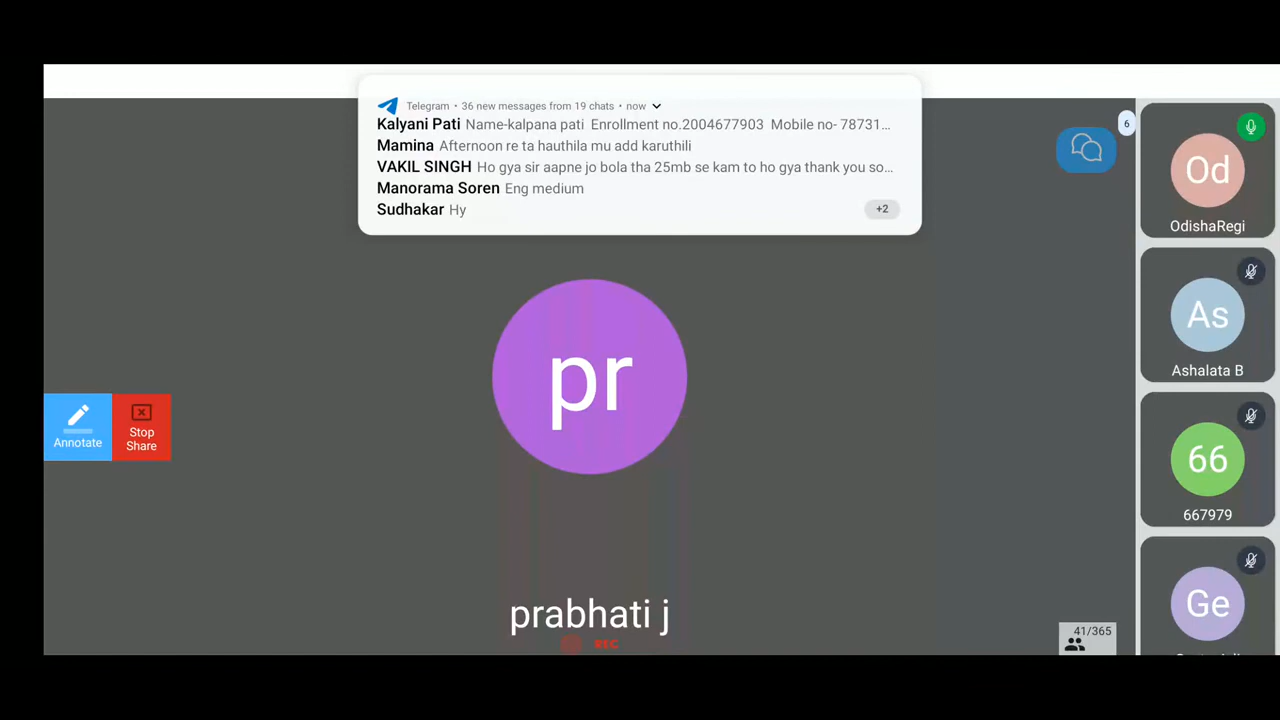 Telegram • 36 new messages from 19 chats • now
Kalyani Pati Name-kalpana pati Enrollment no.2004677903 Mobile no- 78731...
Mamina Afternoon re ta hauthila mu add karuthili
VAKIL SINGH Ho gya sir aapne jo bola tha 25mb se kam to ho gya thank you so...
Manorama Soren Eng medium
Sudhakar Hy
+2
6
Od
OdishaRegi
As
Ashalata B
pr
Annotate
Stop
Share
66
667979
Ge
prabhati j
REC
41/365